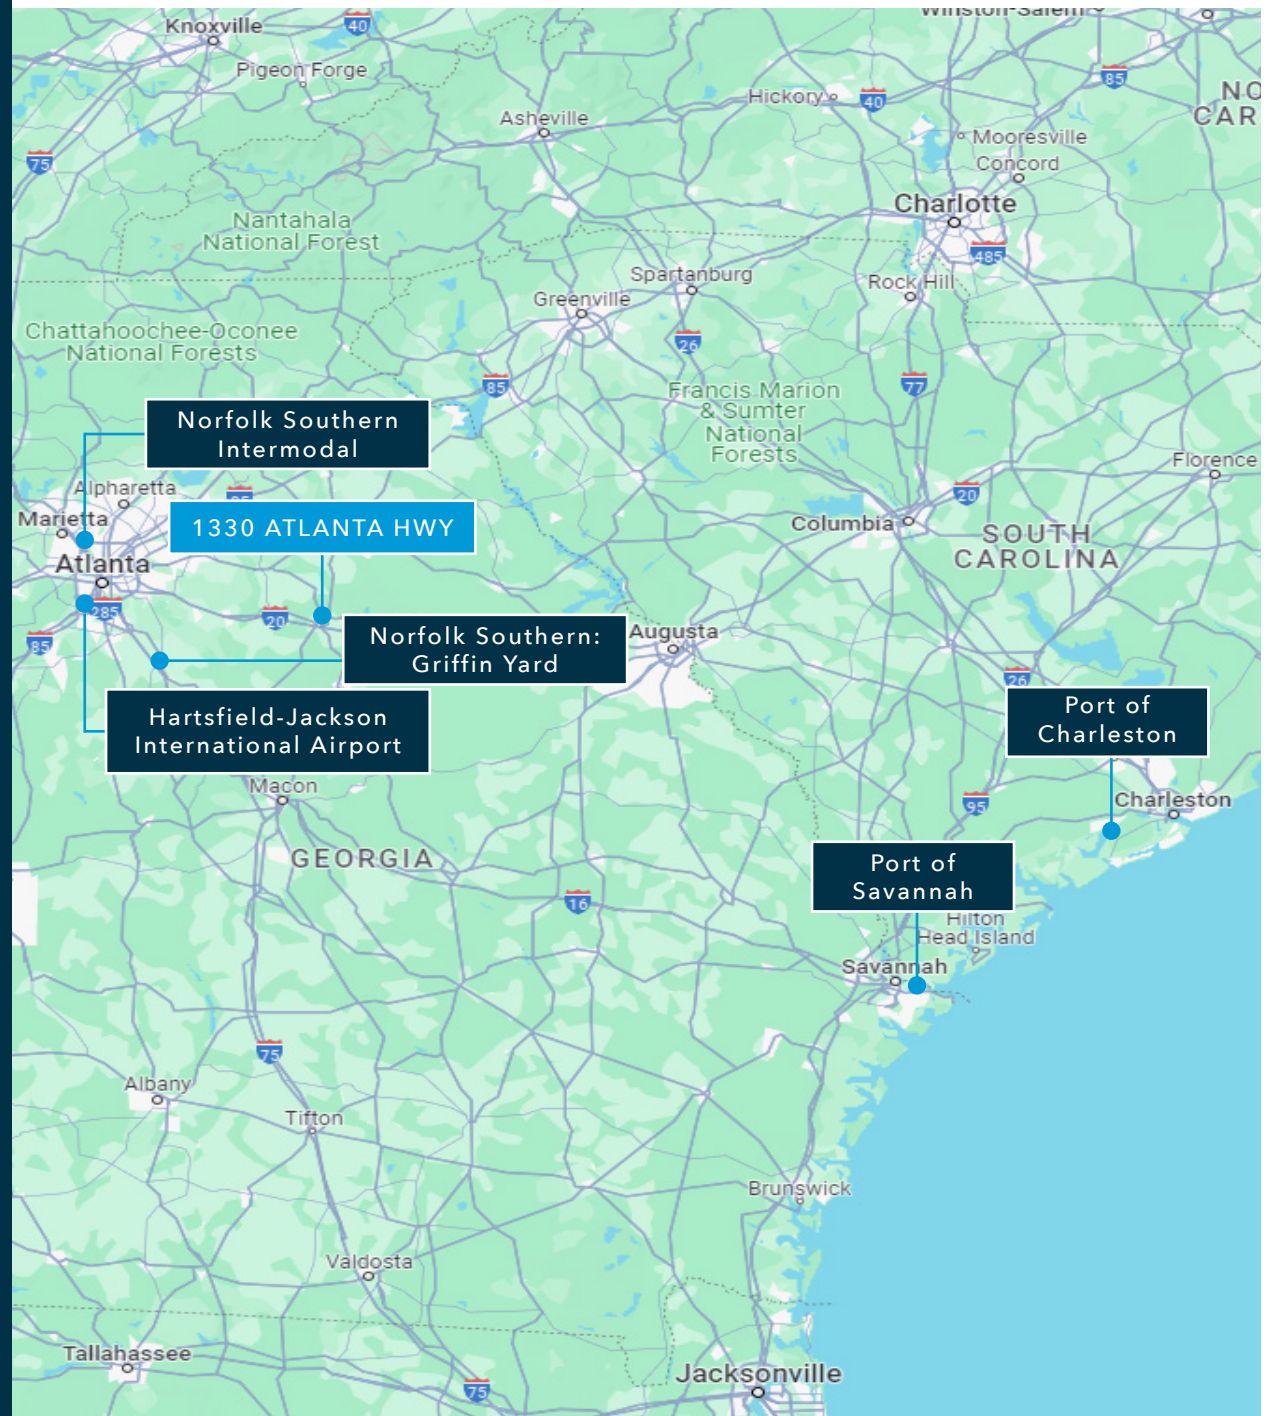 Winston-Salem
Knoxville
40
Pigeon Forge
85
Hickory
40
NO
CAR
Asheville
Mooresville
75
Concord
Charlotte
Nantahala
National Forest
485
Spartanburg
Rock Hill
Greenville
Chattahoochee-Oconee
National Forests
26
85
77
Francis Marion
& Sumter
National
Forests
Norfolk Southern
Intermodal
Florence
Alpharetta
85
20
Marietta
1330 ATLANTA HWY
Columbia
SOUTH
CAROLINA
Atlanta
285
20
85
Norfolk Southern:
Griffin Yard
Augusta
26
Hartsfield-Jackson
International Airport
Port of
Charleston
Macon
95
Charleston
GEORGIA
Port of
Savannah
16
Hilton
Head Island
Savannah
75
Albany
Tifton
Brunswick
Valdosta
Tallahassee
Jacksonville
75